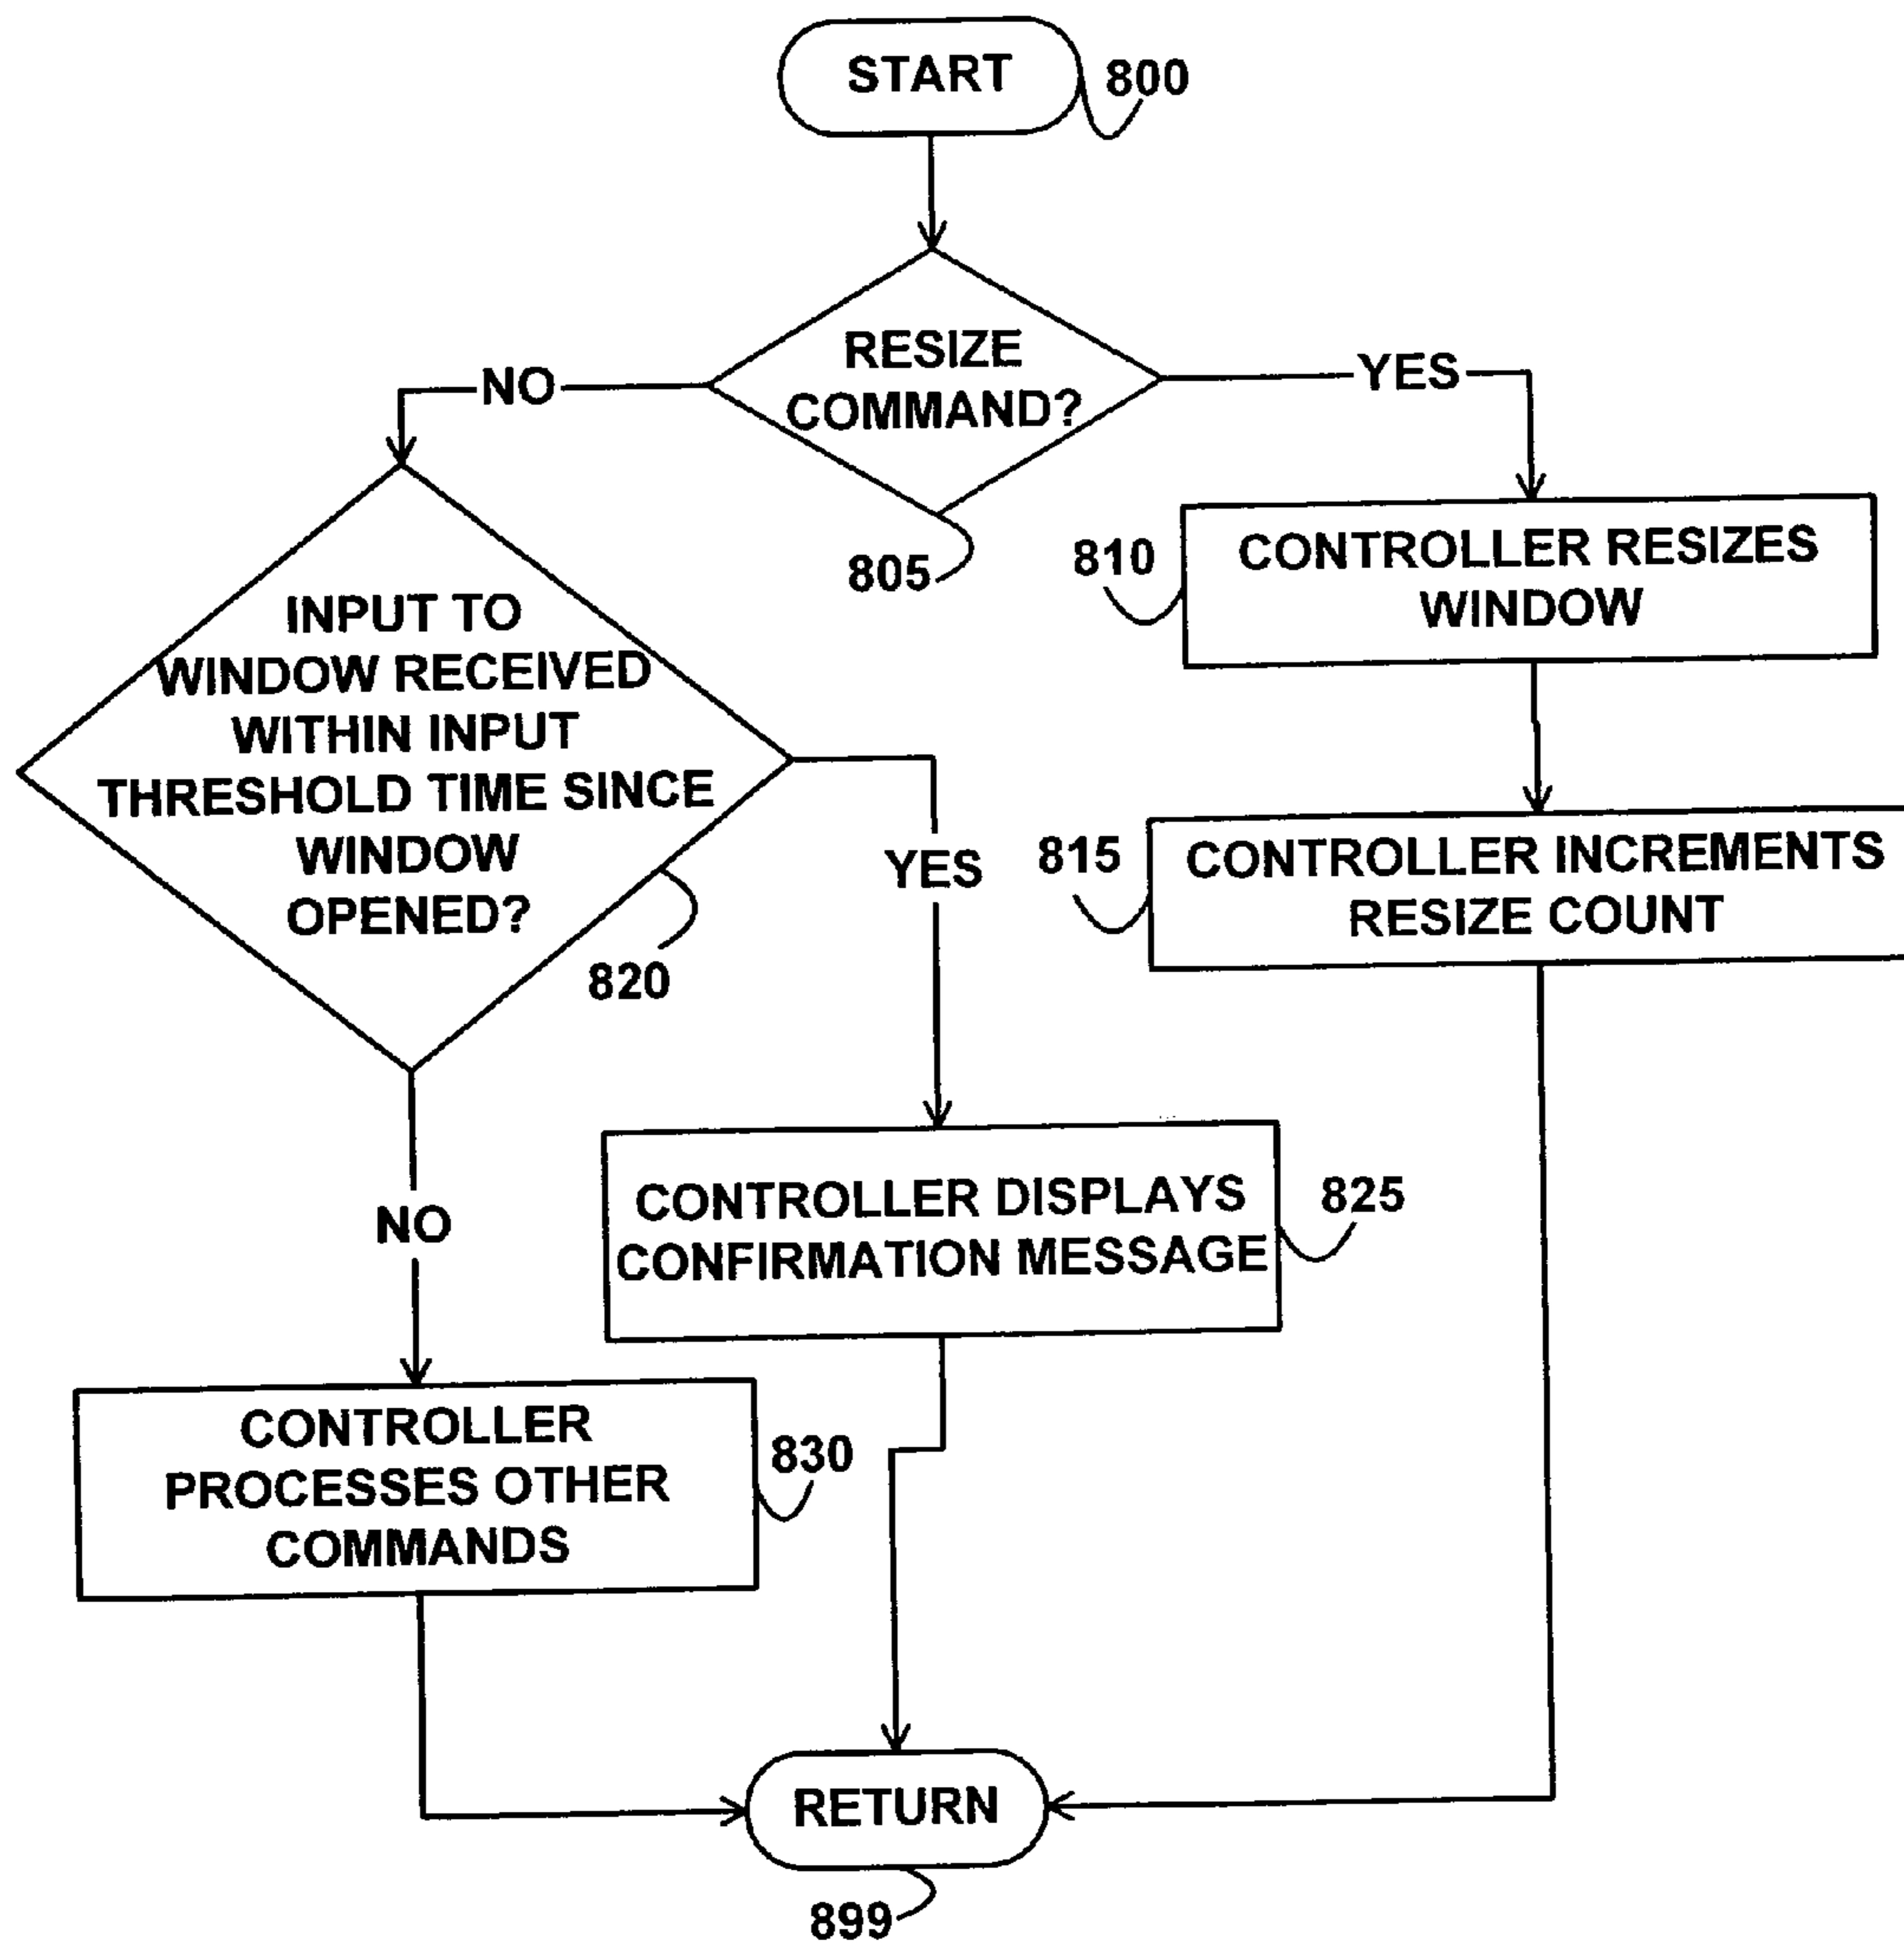 START
800
RESIZE
COMMAND?
NO
YES
805
810
CONTROLLER RESIZES
WINDOW
INPUT TO
WINDOW RECEIVED
WITHIN INPUT
THRESHOLD TIME SINCE
WINDOW
OPENED?
820
YES
815
CONTROLLER INCREMENTS
RESIZE COUNT
NO
CONTROLLER DISPLAYS
CONFIRMATION MESSAGE
825
CONTROLLER
PROCESSES OTHER
COMMANDS
830
RETURN
899